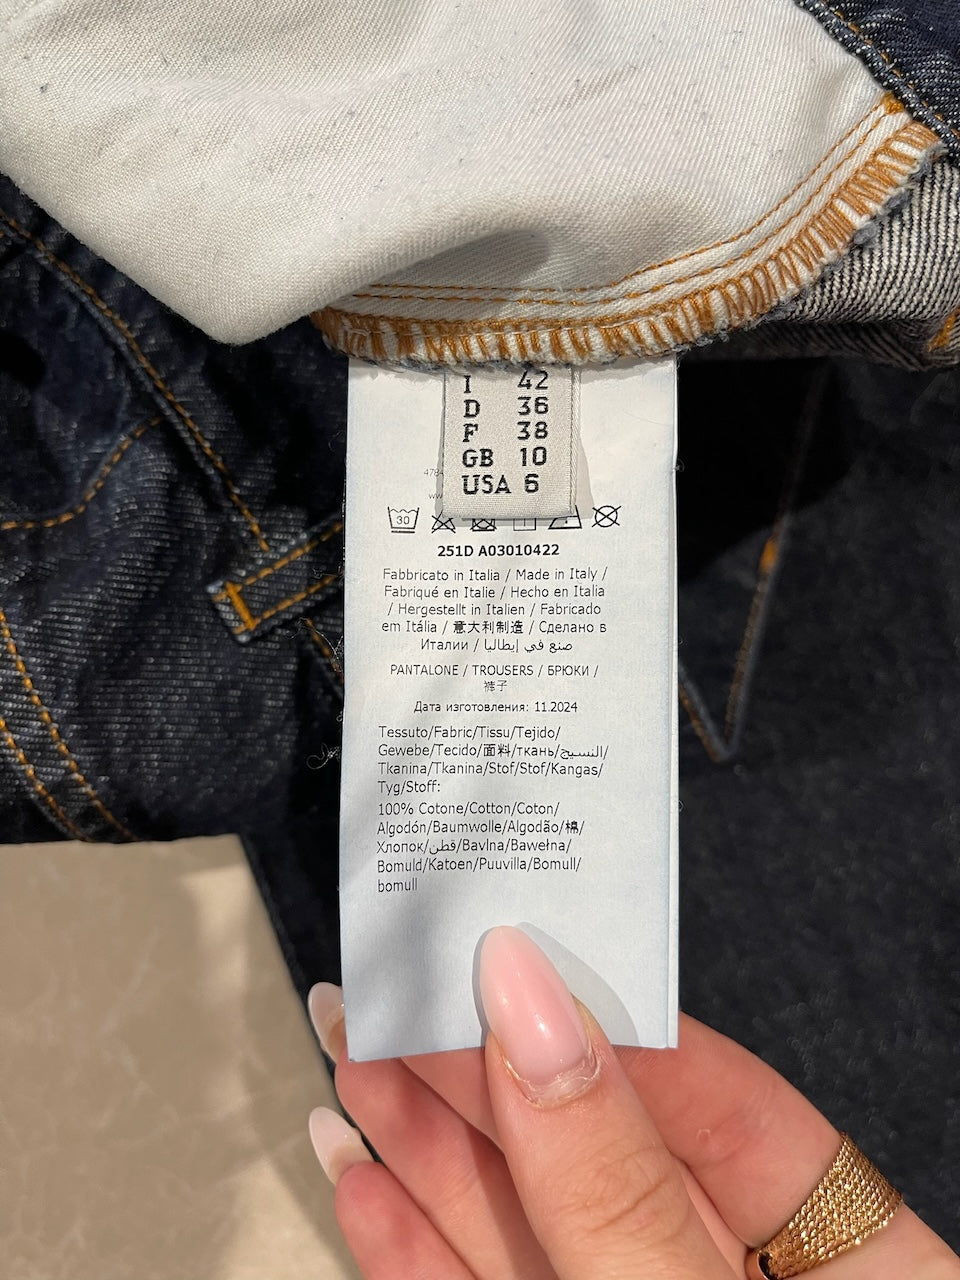 I 42
D 36
F 38
GB 10
USA 6
30
251D A03010422
Fabbricato in Italia / Made in Italy /
Fabriqué en Italie / Hecho en Italia
/ Hergestellt in Italien / Fabricado
em Itália / 意大利制造 / Сделано в
Италии / صنع في إيطاليا
PANTALONE / TROUSERS / БРЮКИ /
裤子
Дата изготовления: 11.2024
Tessuto/Fabric/Tissu/Tejido/
Gewebe/Tecido/面料/ткань/النسيج/
Tkanina/Tkanina/Stof/Stof/Kangas/
Tyg/Stoff:
100% Cotone/Cotton/Coton/
Algodón/Baumwolle/Algodão/棉/
Хлопок/قطن/Bavlna/Bawełna/
Bomuld/Katoen/Puuvilla/Bomull/
bomull